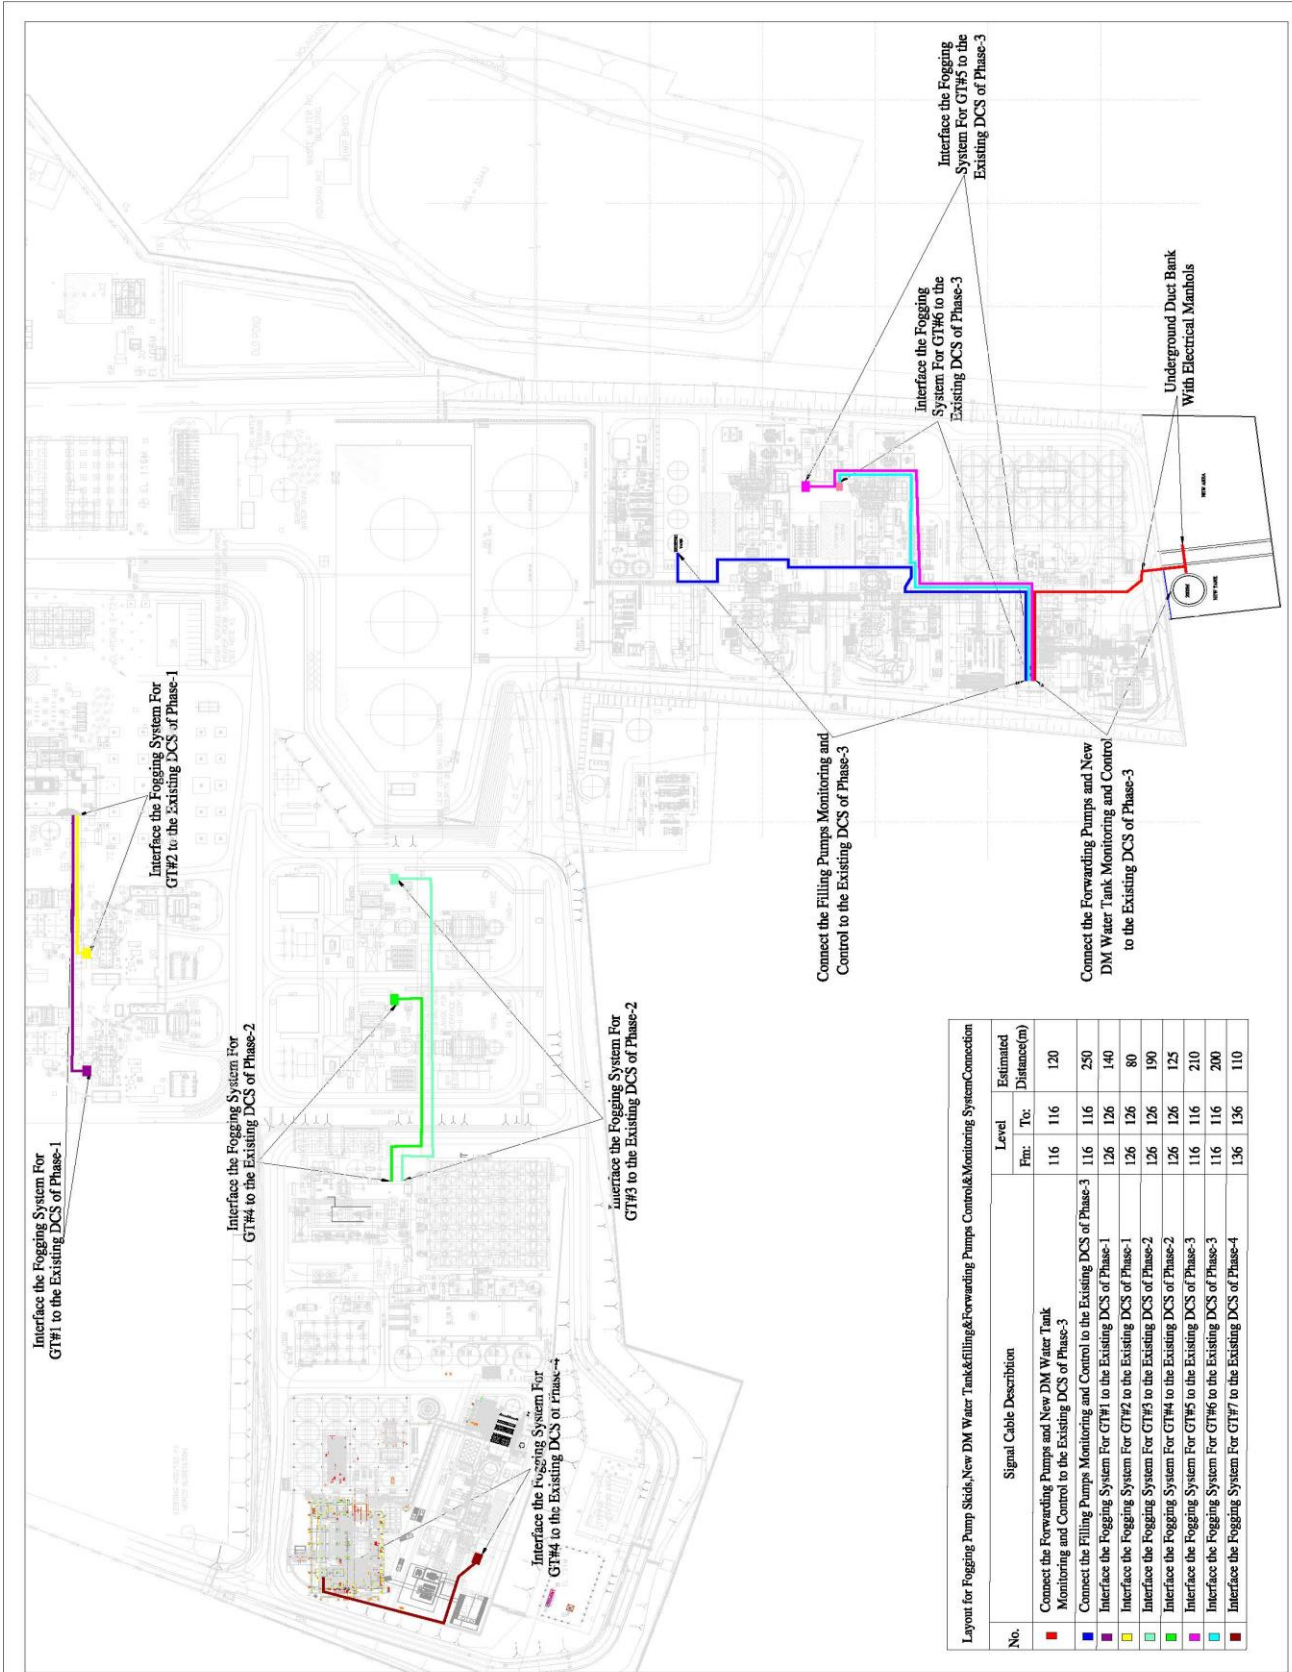 Interface the Fogging System For
GT#1 to the Existing DCS of Phase-1
Interface the Fogging System For
GT#2 to the Existing DCS of Phase-1
Interface the Fogging System For
GT#4 to the Existing DCS of Phase-2
Interface the Fogging System For
GT#3 to the Existing DCS of Phase-2
Interface the Fogging System For
GT#4 to the Existing DCS of Phase-4
Interface the Fogging
System For GT#5 to the
Existing DCS of Phase-3
Interface the Fogging
System For GT#6 to the
Existing DCS of Phase-3
Underground Duct Bank
With Electrical Manhols
Connect the Filling Pumps Monitoring and
Control to the Existing DCS of Phase-3
Connect the Forwarding Pumps and New
DM Water Tank Monitoring and Control
to the Existing DCS of Phase-3
NEW AREA
NEW TANK
Layout for Fogging Pump Skids,New DM Water Tank&filling&Forwarding Pumps Control&Monitoring SystemConnection
No. Signal Cable Describtion Level Estimated
Fm: To: Distance(m)
Connect the Forwarding Pumps and New DM Water Tank
Monitoring and Control to the Existing DCS of Phase-3 116 116 120
Connect the Filling Pumps Monitoring and Control to the Existing DCS of Phase-3 116 116 250
Interface the Fogging System For GT#1 to the Existing DCS of Phase-1 126 126 140
Interface the Fogging System For GT#2 to the Existing DCS of Phase-1 126 126 80
Interface the Fogging System For GT#3 to the Existing DCS of Phase-2 126 126 190
Interface the Fogging System For GT#4 to the Existing DCS of Phase-2 126 126 125
Interface the Fogging System For GT#5 to the Existing DCS of Phase-3 116 116 210
Interface the Fogging System For GT#6 to the Existing DCS of Phase-3 116 116 200
Interface the Fogging System For GT#7 to the Existing DCS of Phase-4 136 136 110